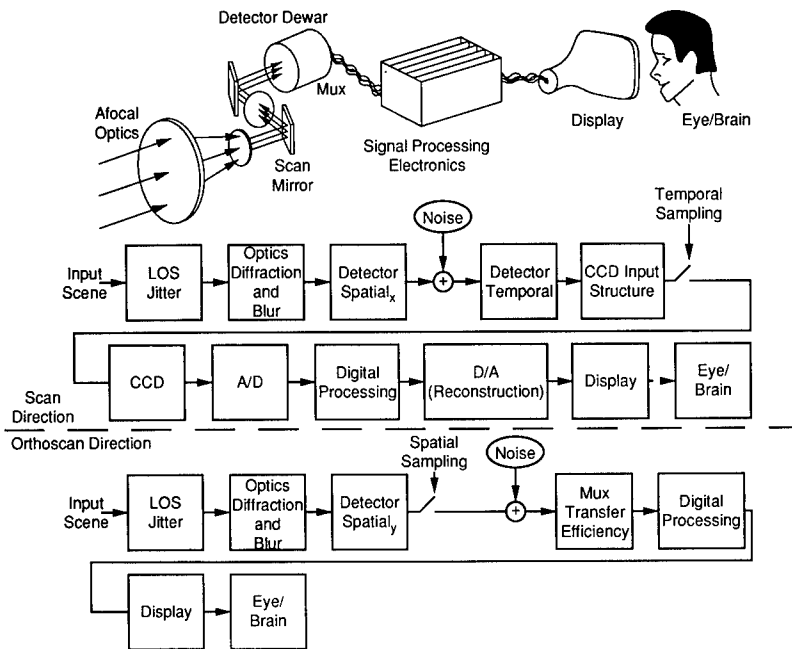 Detector Dewar
Mux
Afocal
Optics
Scan
Mirror
Signal Processing
Electronics
Display
Eye/Brain
Temporal
Sampling
Noise
Input
Scene
LOS
Jitter
Optics
Diffraction
and
Blur
Detector
Spatialx
+
Detector
Temporal
CCD Input
Structure
CCD
A/D
Digital
Processing
D/A
(Reconstruction)
Display
Eye/
Brain
Scan
Direction
Orthoscan Direction
Spatial
Sampling
Noise
Input
Scene
LOS
Jitter
Optics
Diffraction
and
Blur
Detector
Spatialy
+
Mux
Transfer
Efficiency
Digital
Processing
Display
Eye/
Brain